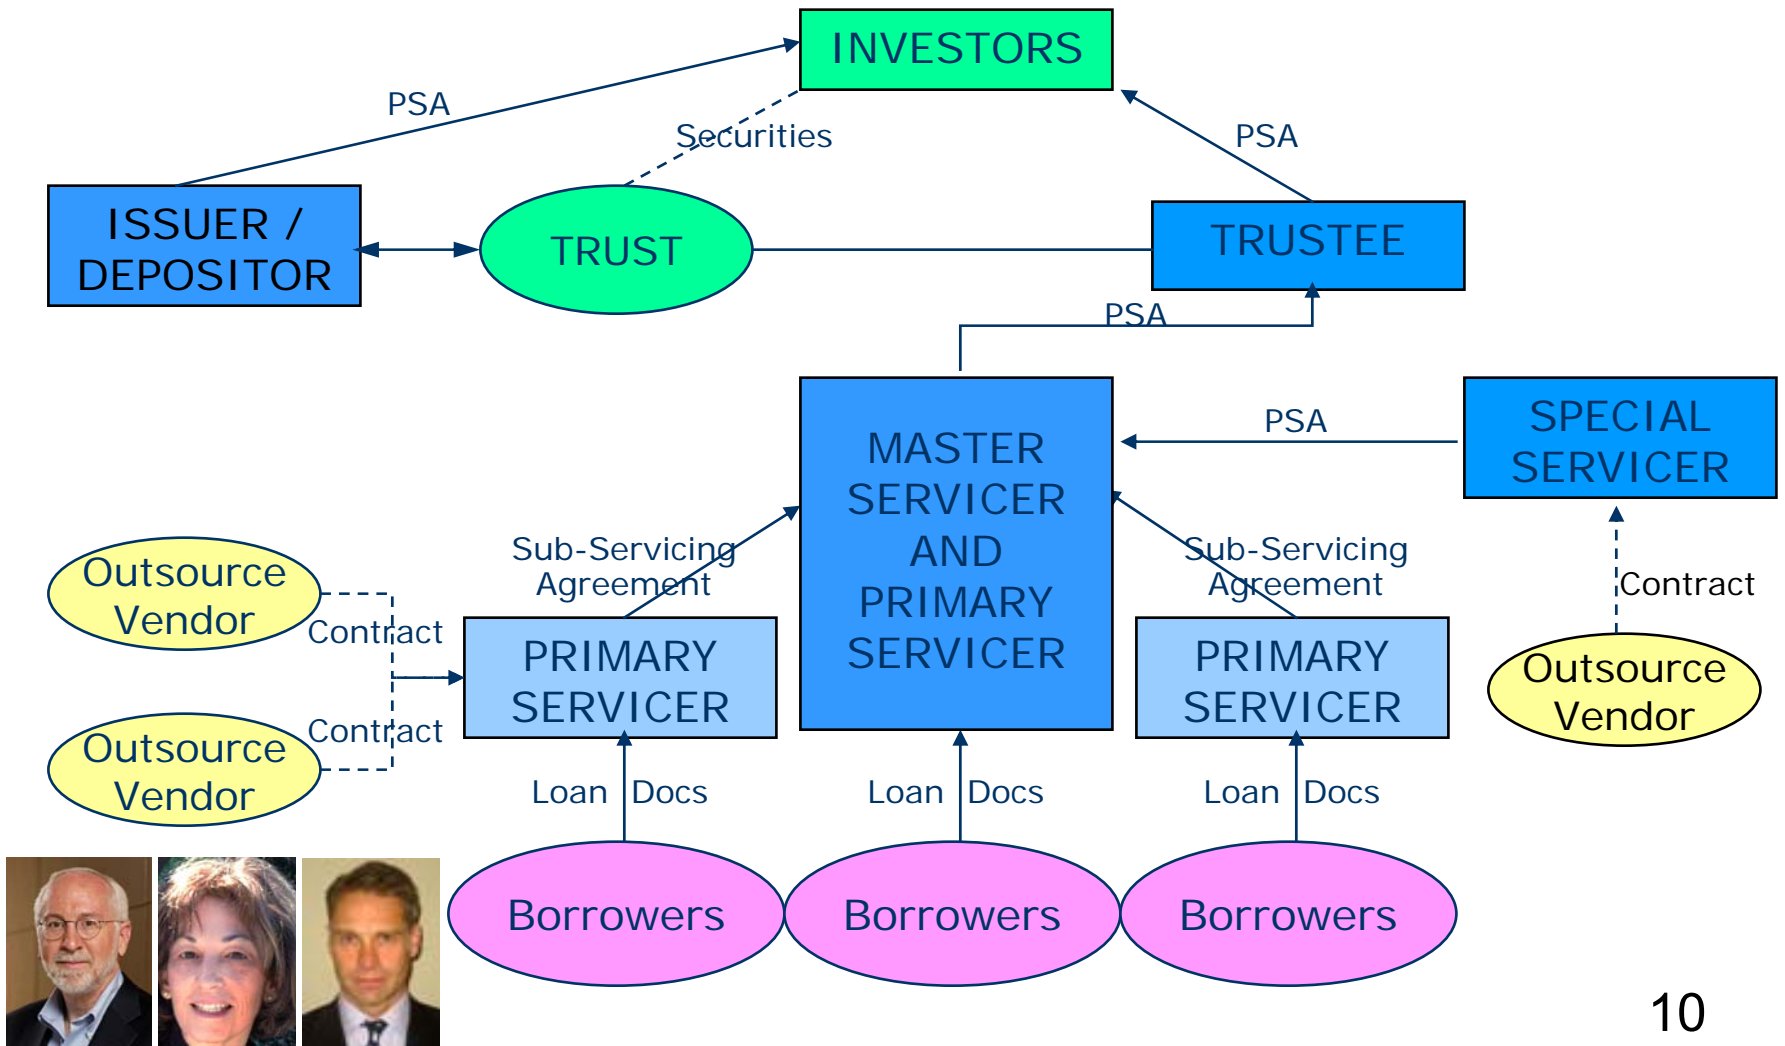 INVESTORS
PSA
Securities
PSA
ISSUER /
DEPOSITOR
TRUST
TRUSTEE
PSA
MASTER
SERVICER
AND
PRIMARY
SERVICER
PSA
SPECIAL
SERVICER
Sub-Servicing
Agreement
Sub-Servicing
Agreement
Outsource
Vendor
Contract
Contract
PRIMARY
SERVICER
PRIMARY
SERVICER
Outsource
Vendor
Outsource
Vendor
Contract
Loan Docs
Loan Docs
Loan Docs
Borrowers
Borrowers
Borrowers
10